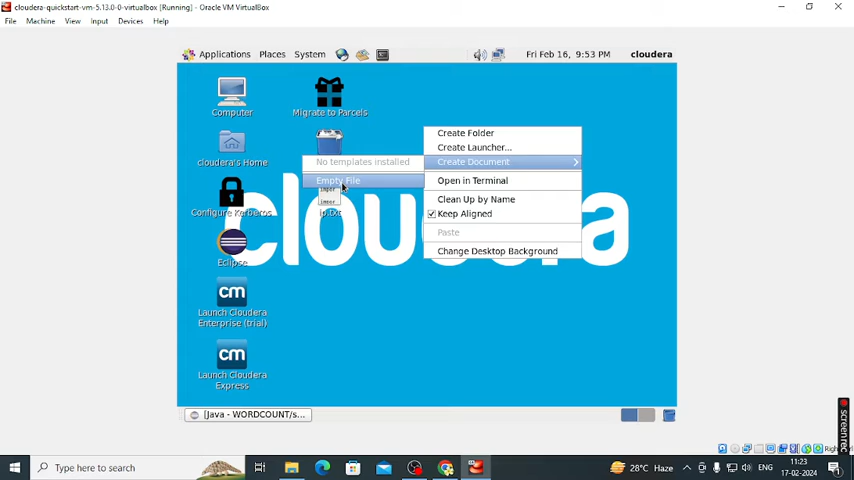 cloudera-quickstart-vm-5.13.0-0-virtualbox [Running] - Oracle VM VirtualBox
File Machine View Input Devices Help
Applications Places System Fri Feb 16, 9:53 PM cloudera
Computer
Migrate to Parcels
cloudera's Home
Configure Kerberos
Eclipse
Launch Cloudera
Enterprise (trial)
Launch Cloudera
Express
impor
ip.txt
Create Folder
Create Launcher...
Create Document
Open in Terminal
Clean Up by Name
Keep Aligned
Paste
Change Desktop Background
No templates installed
Empty File
cloudera
[Java - WORDCOUNT/s...
Type here to search
28°C Haze
ENG
11:23
17-02-2024
screenrec